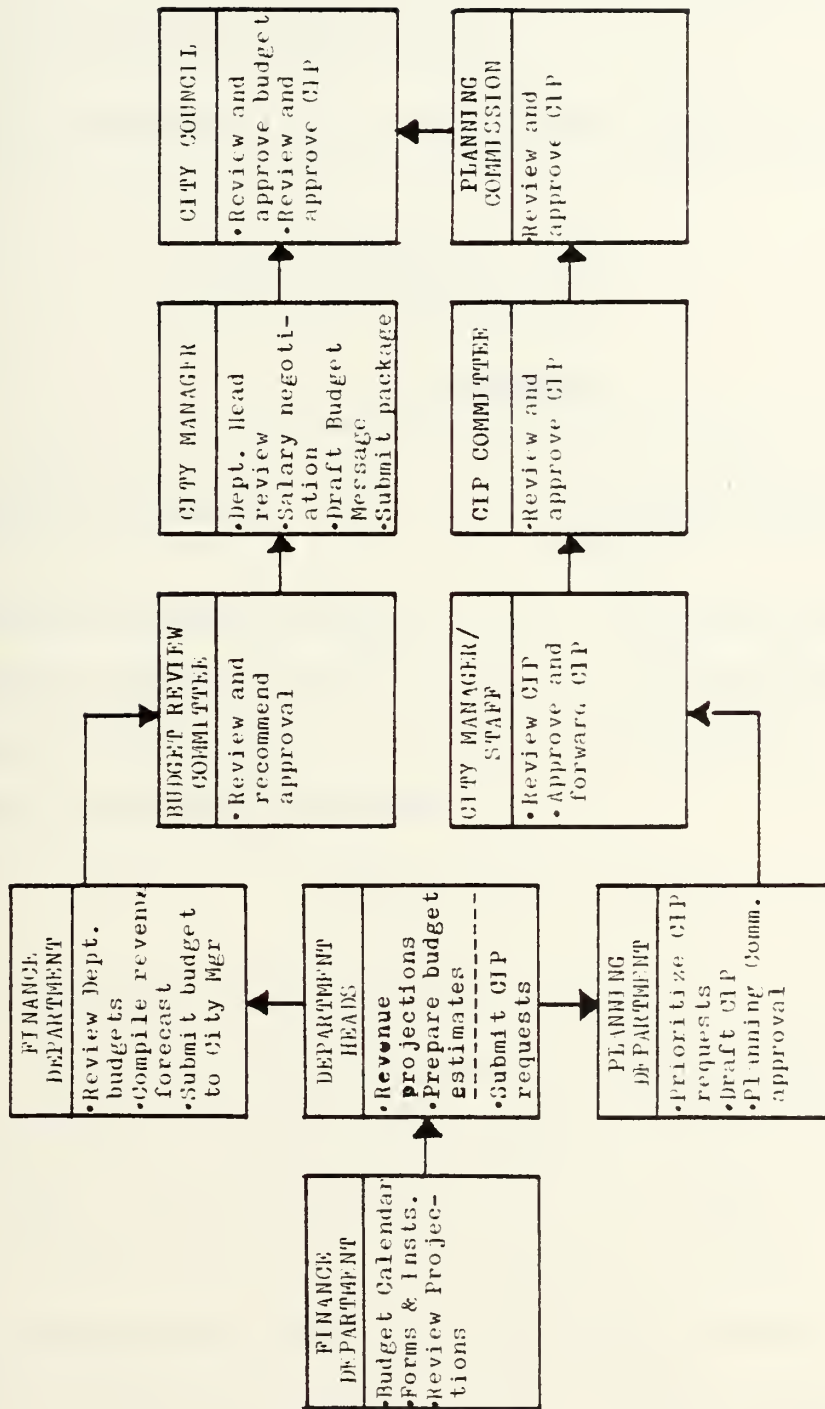 FINANCE
DEPARTMENT
•Budget Calendar
•Forms & Insts.
•Review Projec-
tions
FINANCE
DEPARTMENT
•Review Dept.
budgets
•Compile revenue
forecast
•Submit budget
to City Mgr
DEPARTMENT
HEADS
•Revenue
projections
•Prepare budget
estimates
•Submit CIP
requests
PLANNING
DEPARTMENT
•Prioritize CIP
requests
•Draft CIP
•Planning Comm.
approval
BUDGET REVIEW
COMMITTEE
•Review and
recommend
approval
CITY MANAGER/
STAFF
•Review CIP
•Approve and
forward CIP
CITY MANAGER
•Dept. Head
review
•Salary negoti-
ation
•Draft Budget
Message
•Submit package
CIP COMMITTEE
•Review and
approve CIP
CITY COUNCIL
•Review and
approve budget
•Review and
approve CIP
PLANNING
COMMISSION
•Review and
approve CIP